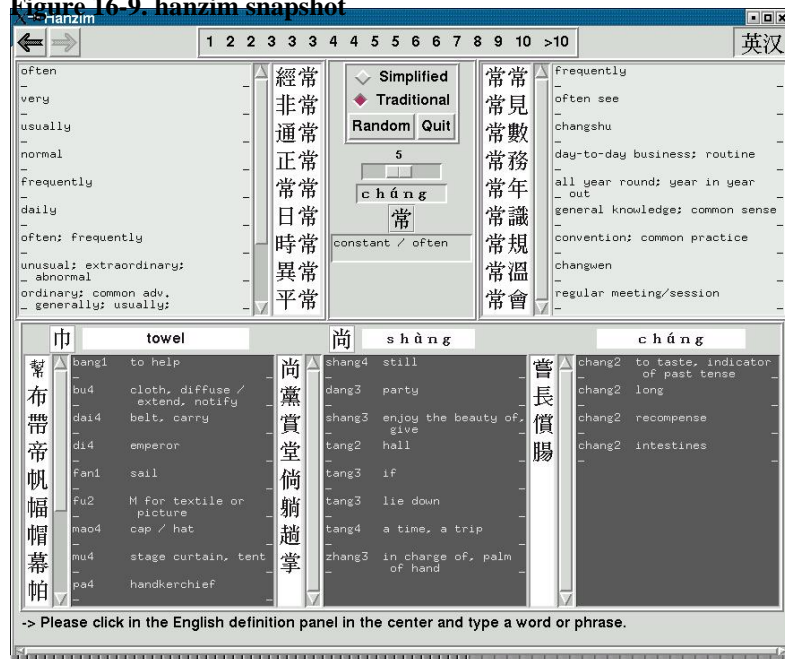 Figure 16-9. hanzim snapshot
Hanzim
1 2 2 3 3 3 4 4 5 5 6 6 7 8 9 10 >10
英汉
often
very
usually
normal
frequently
daily
often; frequently
unusual; extraordinary;
abnormal
ordinary; common adv.
generally; usually;
經常
非常
通常
正常
常常
日常
時常
異常
平常
Simplified
Traditional
Random Quit
5
cháng
常
constant / often
常常
常見
常數
常務
常年
常識
常規
常溫
常會
frequently
often see
changshu
day-to-day business; routine
all year round; year in year
out
general knowledge; common sense
convention; common practice
changwen
regular meeting/session
巾 towel
幫 bang1 to help
布 bu4 cloth, diffuse /
extend, notify
帶 dai4 belt, carry
帝 di4 emperor
帆 fan1 sail
幅 fu2 M for textile or
picture
帽 mao4 cap / hat
幕 mu4 stage curtain, tent
帕 pa4 handkerchief
尚 shàng
尚 shang4 still
黨 dang3 party
賞 shang3 enjoy the beauty of,
give
堂 tang2 hall
倘 tang3 if
躺 tang3 lie down
趟 tang4 a time, a trip
掌 zhang3 in charge of, palm
of hand
cháng
嘗 chang2 to taste, indicator
of past tense
長 chang2 long
償 chang2 recompense
腸 chang2 intestines
-> Please click in the English definition panel in the center and type a word or phrase.